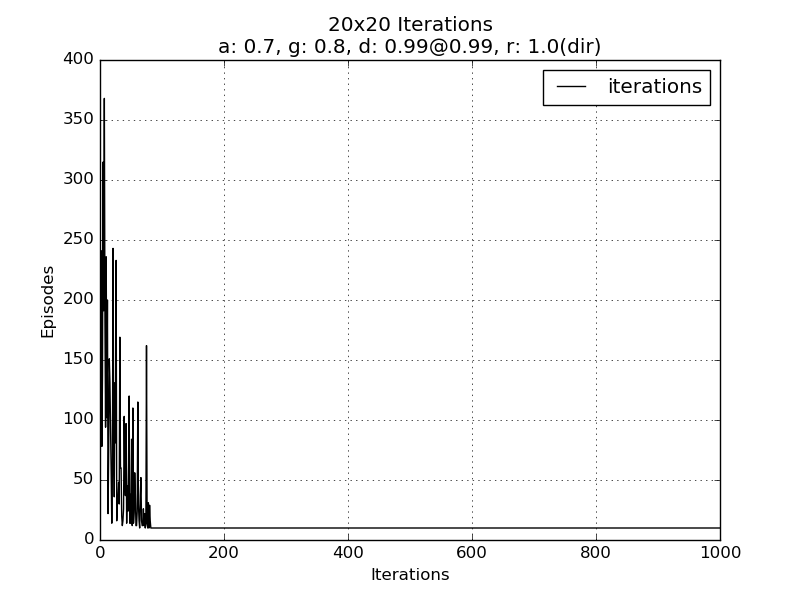 20x20 Iterations
a: 0.7, g: 0.8, d: 0.99@0.99, r: 1.0(dir)
400
350
300
250
200
150
100
50
0
iterations
Episodes
0 200 400 600 800 1000
Iterations